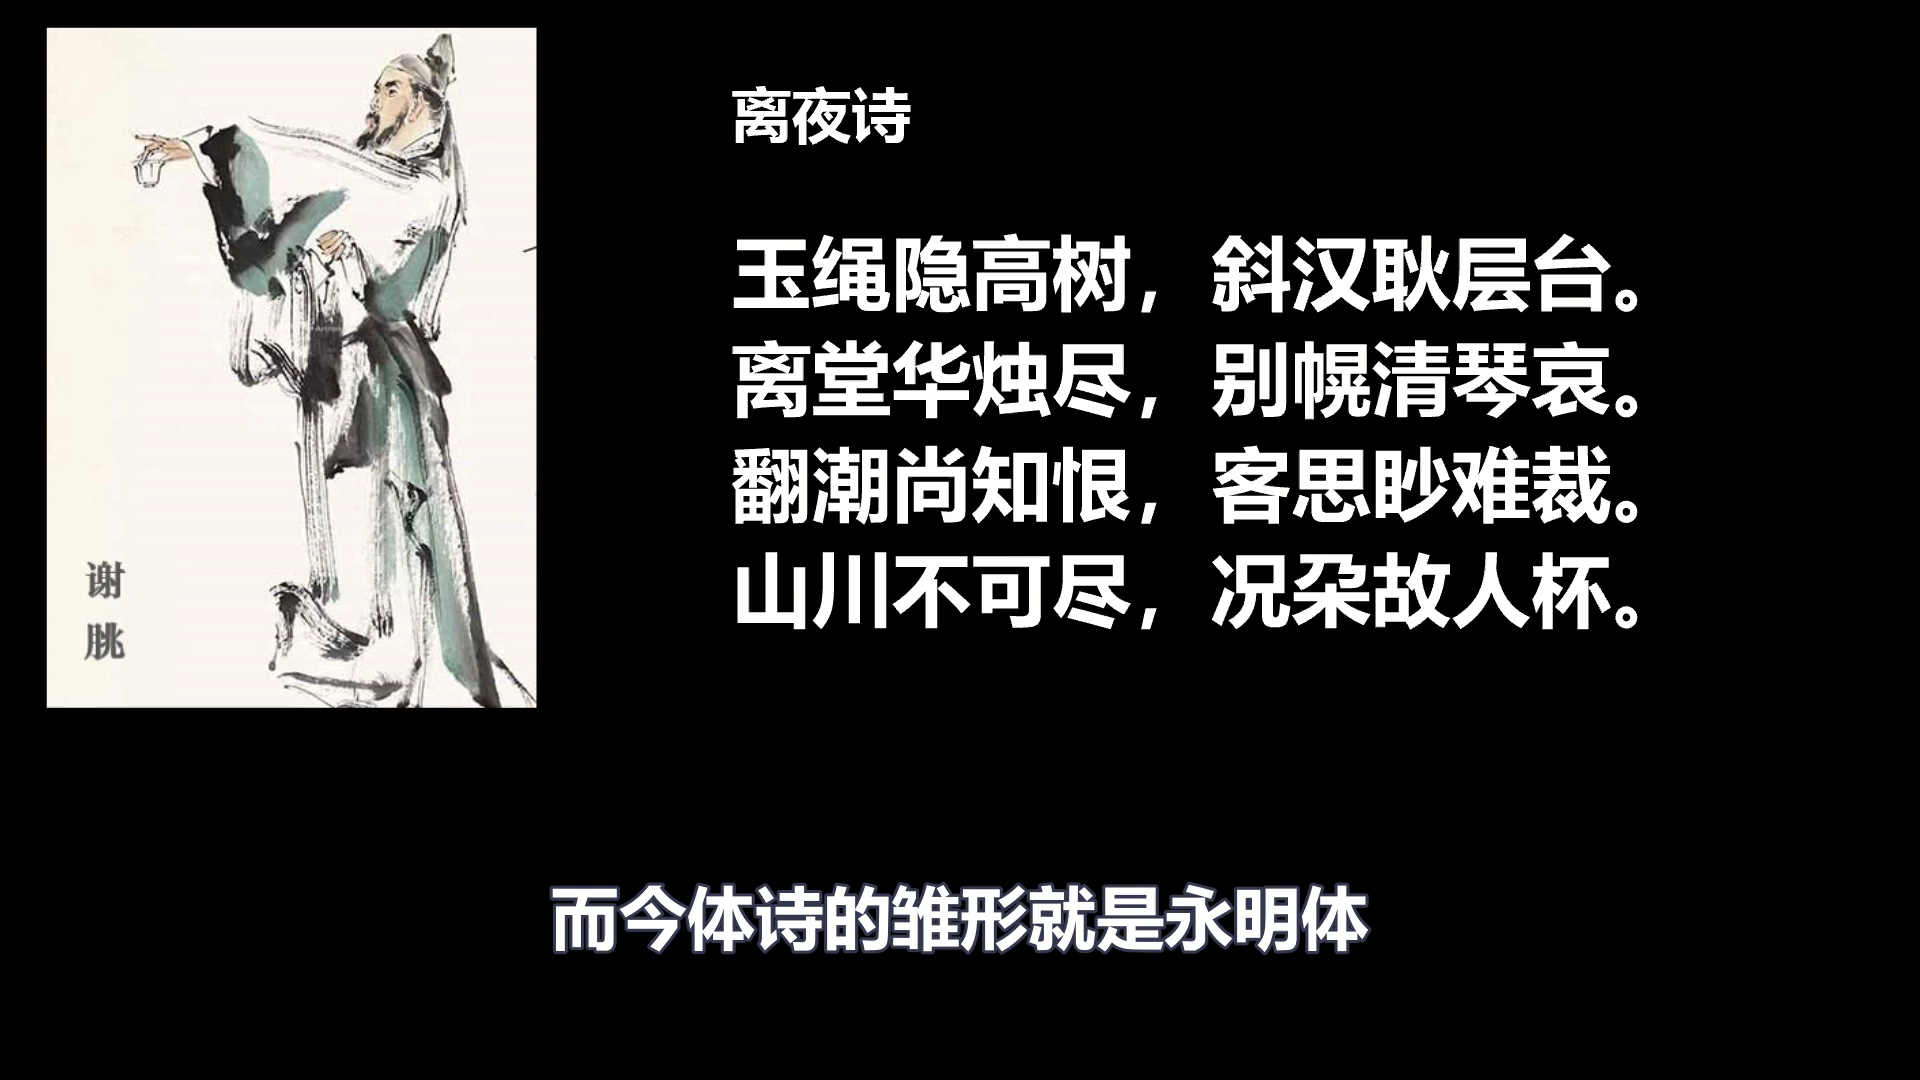 离夜诗
玉绳隐高树，斜汉耿层台。
离堂华烛尽，别幌清琴哀。
翻潮尚知恨，客思眇难裁。
山川不可尽，况朵故人杯。
谢
朓
而今体诗的雏形就是永明体